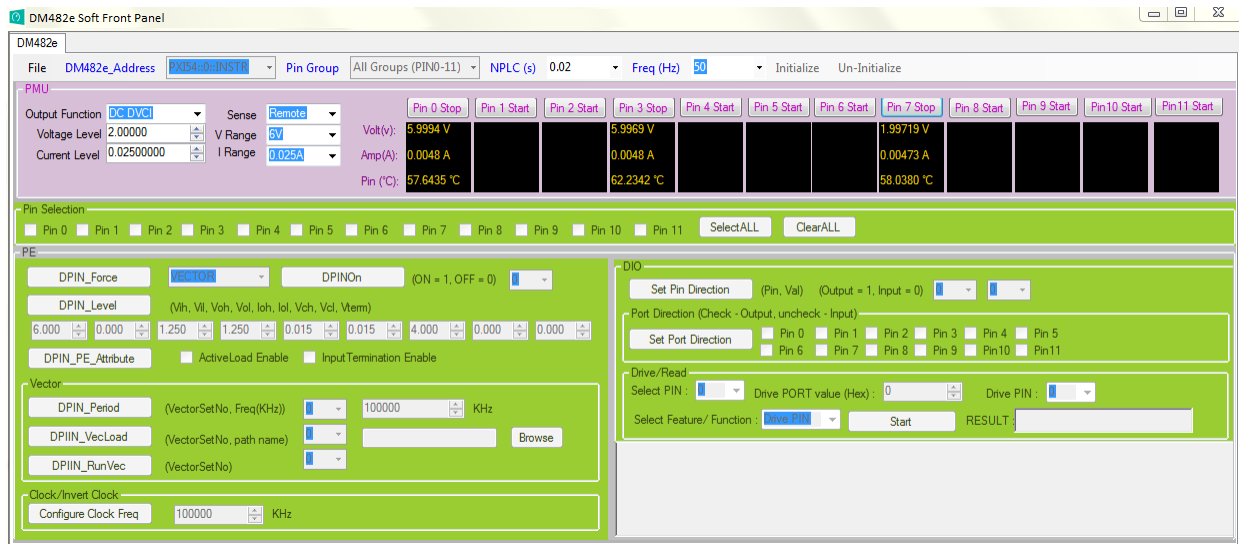 DM482e Soft Front Panel
DM482e
File DM482e_Address PXI54::0::INSTR Pin Group All Groups (PIN0-11) NPLC (s) 0.02 Freq (Hz) 50 Initialize Un-Initialize
PMU
Output Function DC DVCI Sense Remote Pin 0 Stop Pin 1 Start Pin 2 Start Pin 3 Stop Pin 4 Start Pin 5 Start Pin 6 Start Pin 7 Stop Pin 8 Start Pin 9 Start Pin10 Start Pin11 Start
Voltage Level 2.00000 V Range 6V Volt(v): 5.9994 V 5.9969 V 1.99719 V
Current Level 0.02500000 I Range 0.025A Amp(A): 0.0048 A 0.0048 A 0.00473 A
Pin (°C): 57.6435 °C 62.2342 °C 58.0380 °C
Pin Selection
Pin 0 Pin 1 Pin 2 Pin 3 Pin 4 Pin 5 Pin 6 Pin 7 Pin 8 Pin 9 Pin 10 Pin 11 SelectALL ClearALL
PE
DPIN_Force VECTOR DPINOn (ON = 1, OFF = 0) 0
DPIN_Level (Vih, Vil, Voh, Vol, Ioh, Iol, Vch, Vcl, Vterm)
6.000 0.000 1.250 1.250 0.015 0.015 4.000 0.000 0.000
DPIN_PE_Attribute ActiveLoad Enable InputTermination Enable
Vector
DPIN_Period (VectorSetNo, Freq(KHz)) 0 100000 KHz
DPIIN_VecLoad (VectorSetNo, path name) 0 Browse
DPIIN_RunVec (VectorSetNo) 0
Clock/Invert Clock
Configure Clock Freq 100000 KHz
DIO
Set Pin Direction (Pin, Val) (Output = 1, Input = 0) 0 0
Port Direction (Check - Output, uncheck - Input)
Set Port Direction Pin 0 Pin 1 Pin 2 Pin 3 Pin 4 Pin 5
Pin 6 Pin 7 Pin 8 Pin 9 Pin10 Pin11
Drive/Read
Select PIN : 0 Drive PORT value (Hex) : 0 Drive PIN : 0
Select Feature/ Function : Drive PIN Start RESULT :